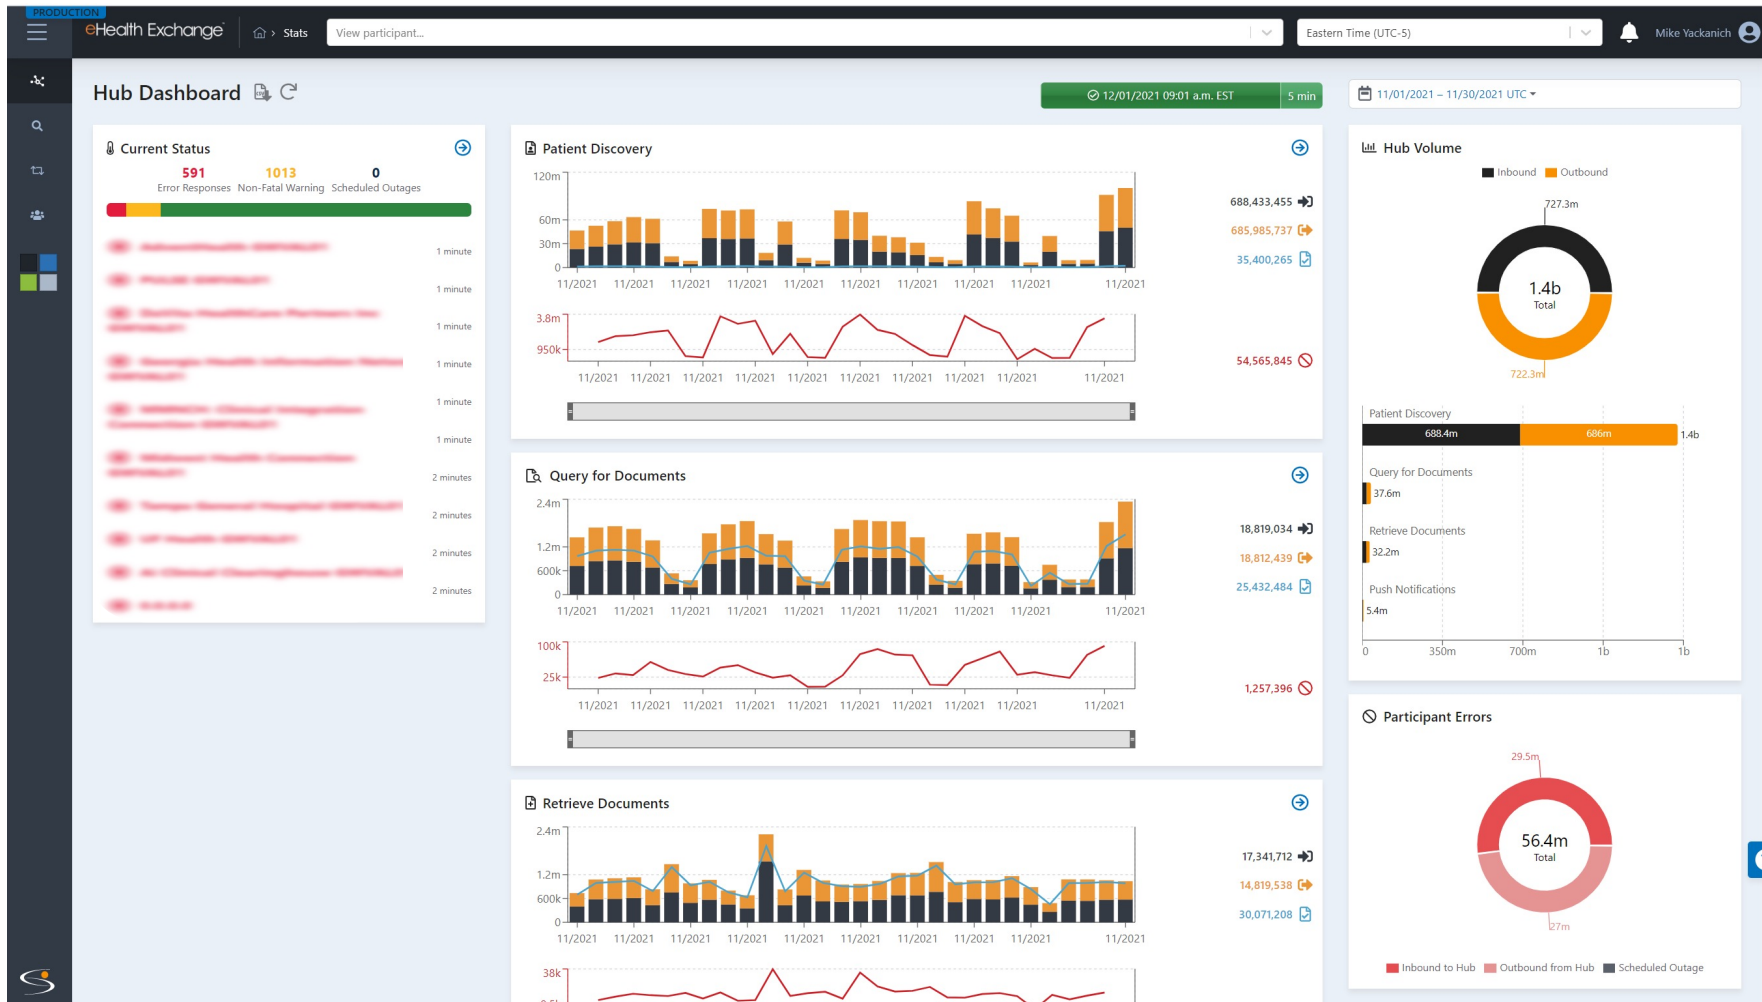 PRODUCTION
eHealth Exchange
Stats
View participant...
Eastern Time (UTC-5)
Mike Yackanich
Hub Dashboard
12/01/2021 09:01 a.m. EST
5 min
11/01/2021 – 11/30/2021 UTC
Current Status
591
1013
0
Error Responses
Non-Fatal Warning
Scheduled Outages
1 minute
1 minute
1 minute
1 minute
1 minute
1 minute
2 minutes
2 minutes
2 minutes
2 minutes
Patient Discovery
120m
60m
30m
0
11/2021 11/2021 11/2021 11/2021 11/2021 11/2021 11/2021 11/2021 11/2021 11/2021
688,433,455
685,985,737
35,400,265
3.8m
950k
11/2021 11/2021 11/2021 11/2021 11/2021 11/2021 11/2021 11/2021 11/2021 11/2021
54,565,845
Query for Documents
2.4m
1.2m
600k
0
11/2021 11/2021 11/2021 11/2021 11/2021 11/2021 11/2021 11/2021 11/2021 11/2021
18,819,034
18,812,439
25,432,484
100k
25k
11/2021 11/2021 11/2021 11/2021 11/2021 11/2021 11/2021 11/2021 11/2021 11/2021
1,257,396
Retrieve Documents
2.4m
1.2m
600k
0
11/2021 11/2021 11/2021 11/2021 11/2021 11/2021 11/2021 11/2021 11/2021 11/2021
17,341,712
14,819,538
30,071,208
38k
Hub Volume
Inbound
Outbound
727.3m
1.4b
Total
722.3m
Patient Discovery
688.4m
686m
1.4b
Query for Documents
37.6m
Retrieve Documents
32.2m
Push Notifications
5.4m
0 350m 700m 1b 1b
Participant Errors
29.5m
56.4m
Total
27m
Inbound to Hub
Outbound from Hub
Scheduled Outage